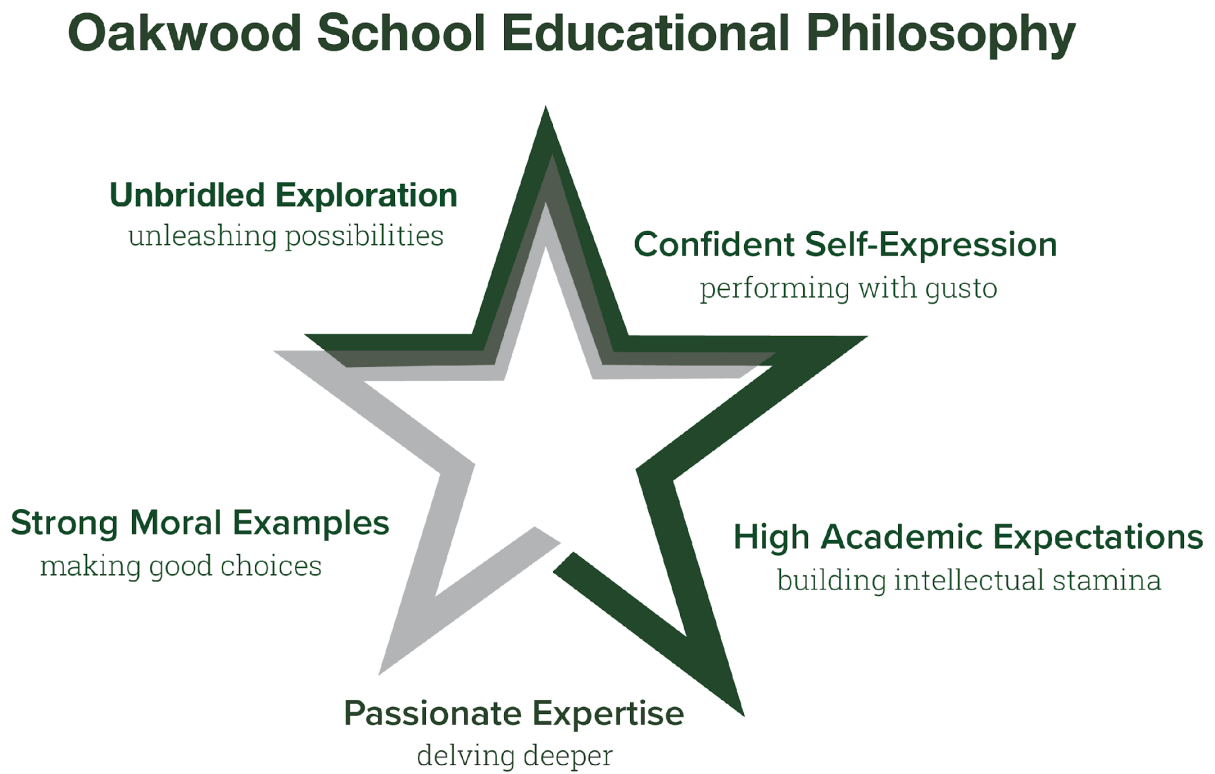 Oakwood School Educational Philosophy
Unbridled Exploration
unleashing possibilities
Confident Self-Expression
performing with gusto
Strong Moral Examples
making good choices
High Academic Expectations
building intellectual stamina
Passionate Expertise
delving deeper